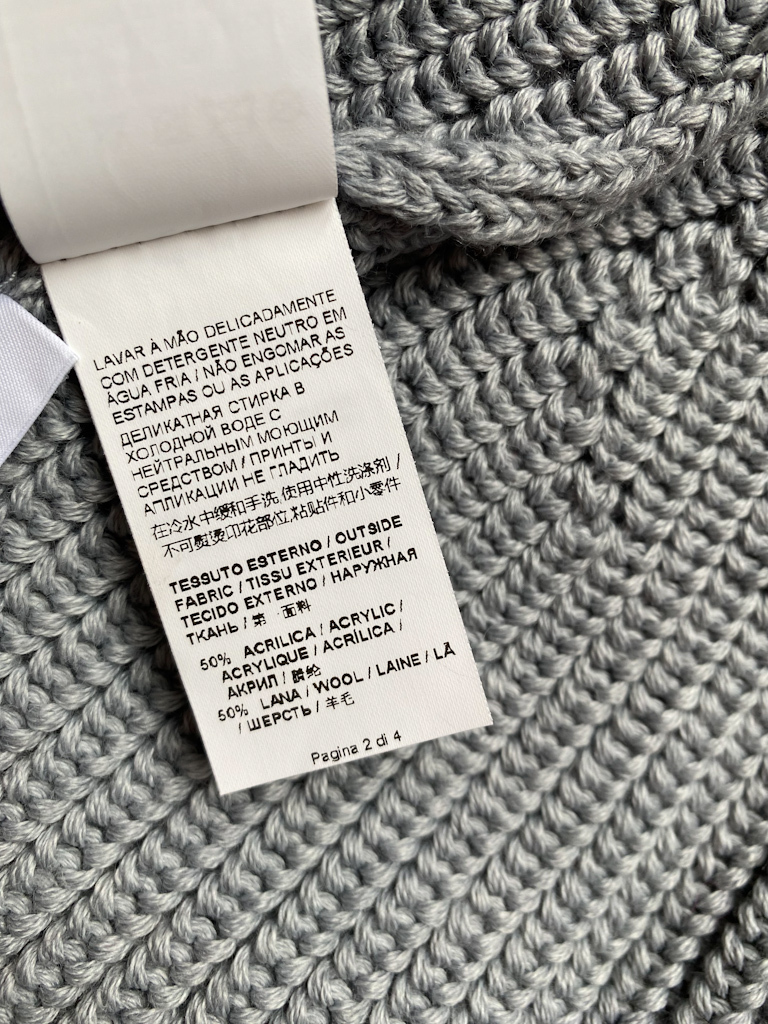 LAVAR À MÃO DELICADAMENTE
COM DETERGENTE NEUTRO EM
ÁGUA FRIA / NÃO ENGOMAR AS
ESTAMPAS OU AS APLICAÇÕES
ДЕЛИКАТНАЯ СТИРКА В
ХОЛОДНОЙ ВОДЕ С
НЕЙТРАЛЬНЫМ МОЮЩИМ
СРЕДСТВОМ / ПРИНТЫ И
АПЛИКАЦИИ НЕ ГЛАДИТЬ
在冷水中缓和手洗,使用中性洗涤剂 /
不可熨烫印花部位,粘贴件和小零件
TESSUTO ESTERNO / OUTSIDE
FABRIC / TISSU EXTERIEUR /
TECIDO EXTERNO / НАРУЖНАЯ
ТКАНЬ / 第 面料
50% ACRILICA / ACRYLIC /
ACRYLIQUE / ACRÍLICA /
АКРИЛ / 腈纶
50% LANA / WOOL / LAINE / LÃ
/ ШЕРСТЬ / 羊毛
Pagina 2 di 4